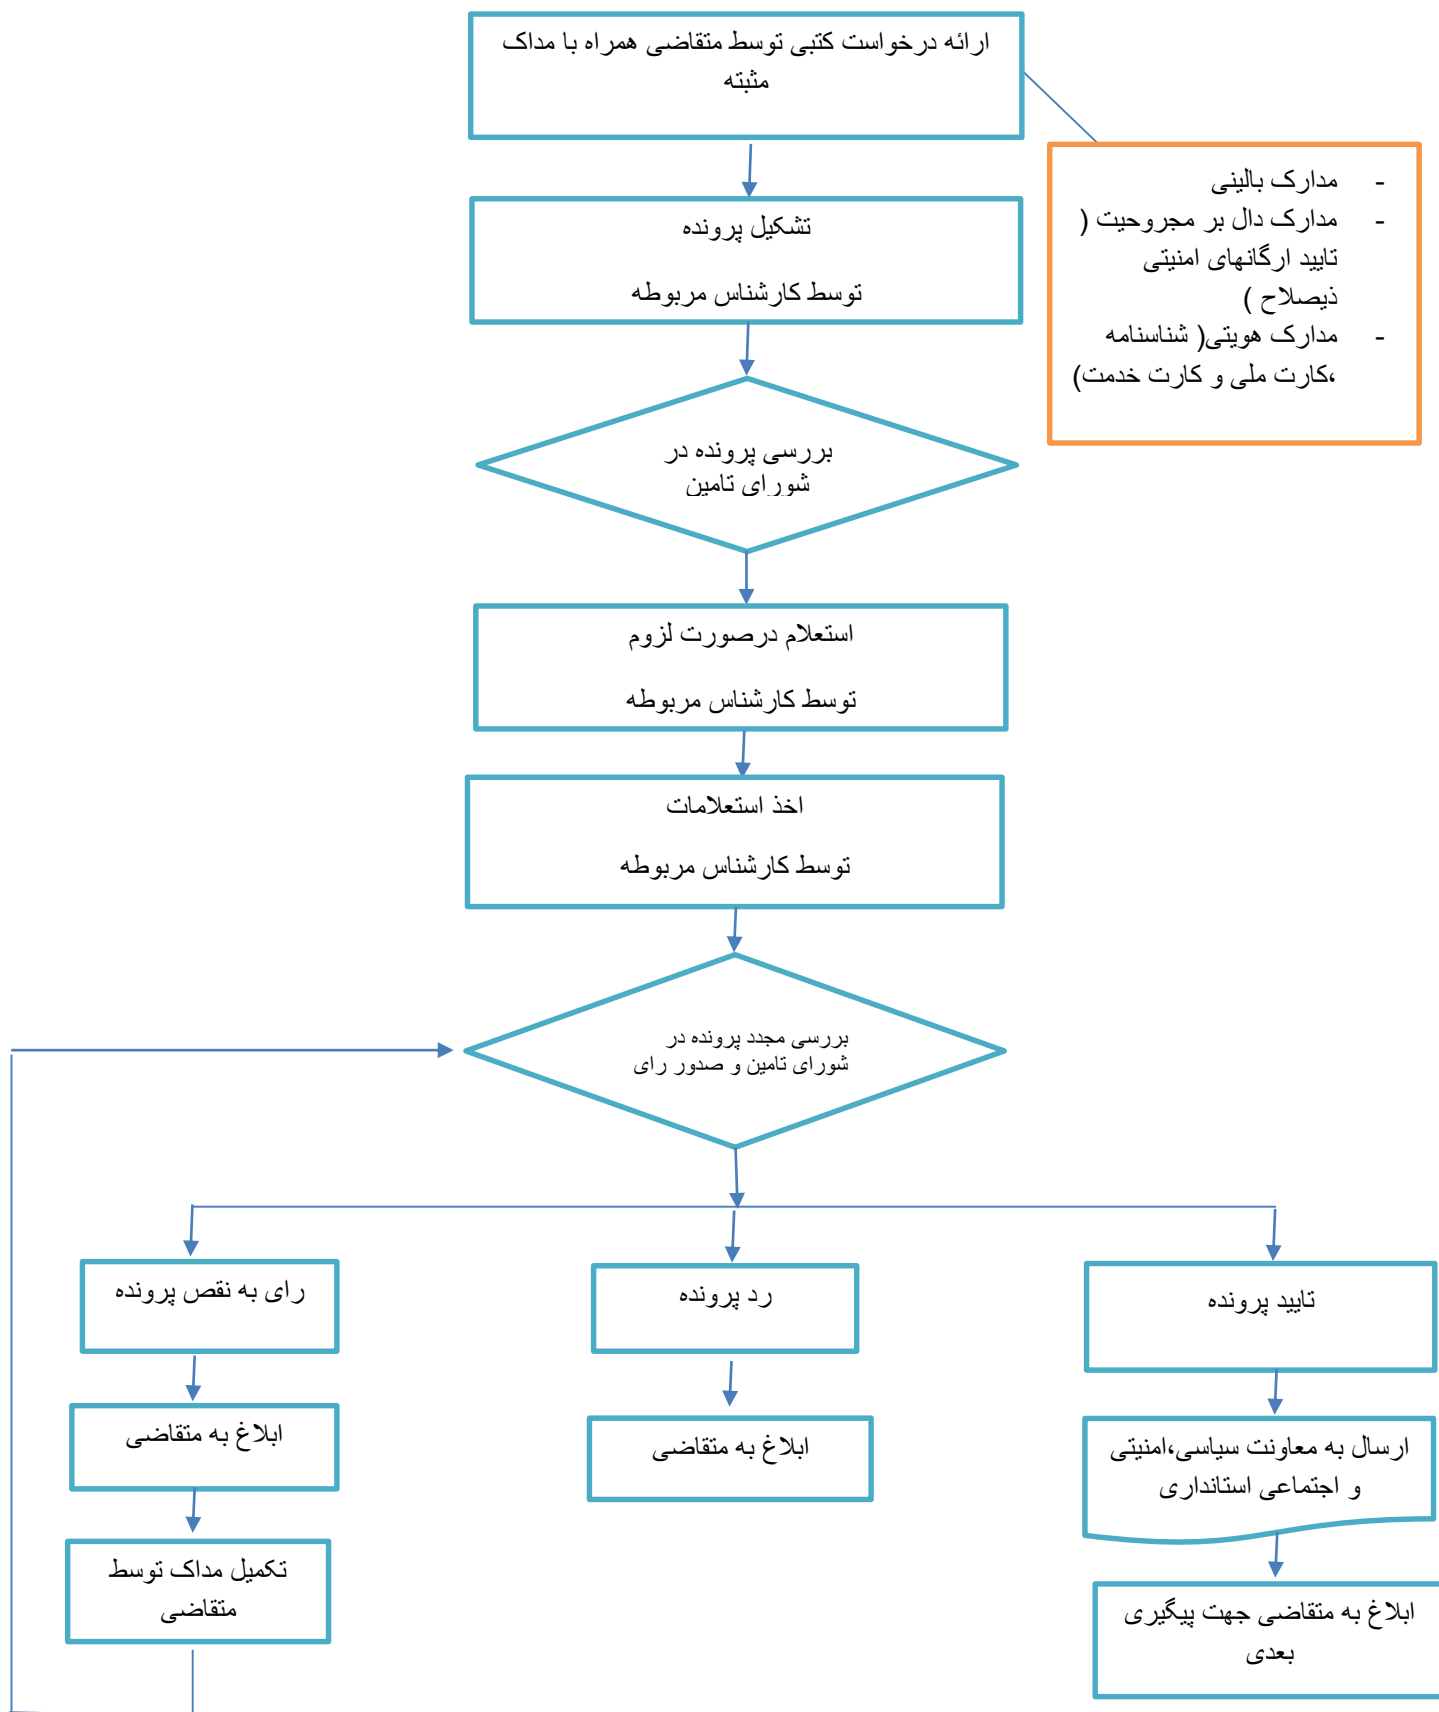 ارائه درخواست کتبی توسط متقاضی همراه با مداک
مثبته
- مدارک بالینی
- مدارک دال بر مجروحیت (
تایید ارگانهای امنیتی
ذیصلاح )
- مدارک هویتی( شناسنامه
،کارت ملی و کارت خدمت)
تشکیل پرونده
توسط کارشناس مربوطه
بررسی پرونده در
شورای تامین
استعلام درصورت لزوم
توسط کارشناس مربوطه
اخذ استعلامات
توسط کارشناس مربوطه
بررسی مجدد پرونده در
شورای تامین و صدور رای
تایید پرونده
رد پرونده
رای به نقص پرونده
ارسال به معاونت سیاسی،امنیتی
و اجتماعی استانداری
ابلاغ به متقاضی
ابلاغ به متقاضی
ابلاغ به متقاضی جهت پیگیری
بعدی
تکمیل مداک توسط
متقاضی